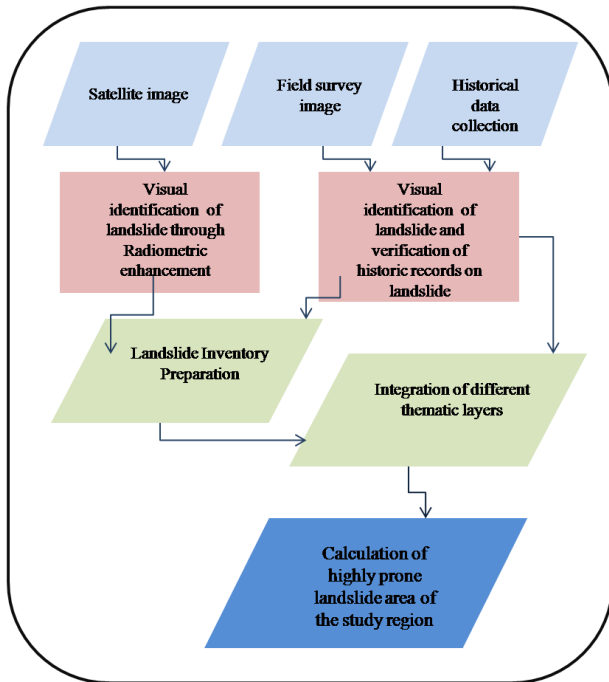 Satellite image
Field survey
image
Historical
data
collection
Visual
identification of
landslide through
Radiometric
enhancement
Visual
identification of
landslide and
verification of
historic records on
landslide
Landslide Inventory
Preparation
Integration of different
thematic layers
Calculation of
highly prone
landslide area of
the study region